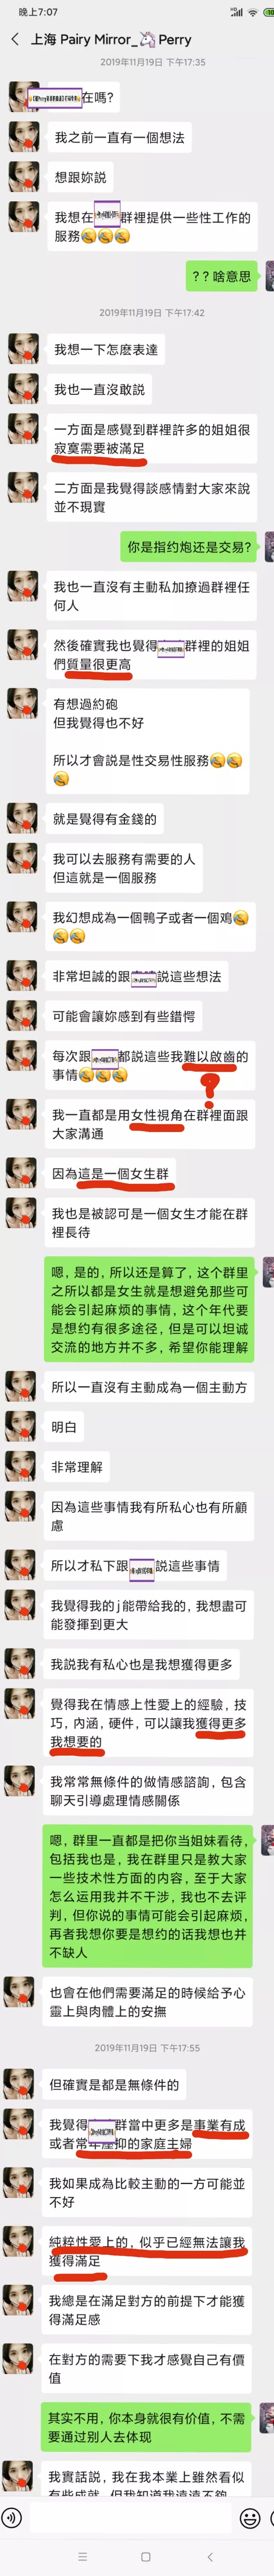 晚上7:07
上海 Pairy Mirror_🦄 Perry
2019年11月19日 下午17:35
在嗎?
我之前一直有一個想法
想跟妳説
我想在
群裡提供一些性工作的
服務🤣🤣🤣
??啥意思
2019年11月19日 下午17:42
我想一下怎麽表達
我也一直沒敢說
一方面是感覺到群裡許多的姐姐很
寂寞需要被滿足
二方面是我覺得談感情對大家來說
並不現實
你是指约炮还是交易?
我也一直沒有主動私加撩過群裡任
何人
然後確實我也覺得
群裡的姐姐
們質量很更高
有想過約砲
但我覺得也不好
所以才會説是性交易性服務🤣🤣
🤣
就是覺得有金錢的
我可以去服務有需要的人
但這就是一個服務
我幻想成為一個鴨子或者一個鸡🤣
🤣🤣
非常坦誠的跟
説這些想法
可能會讓妳感到有些錯愕
每次跟
都説這些我難以啟齒的
事情🤣🤣🤣
?
我一直都是用女性視角在群裡面跟
大家溝通
因為這是一個女生群
我也是被認可是一個女生才能在群
裡長待
嗯,是的,所以还是算了,这个群里
之所以都是女生就是想避免那些可
能会引起麻烦的事情,这个年代要
是想约有很多途径,但是可以坦诚
交流的地方并不多,希望你能理解
所以一直沒有主動成為一個主動方
明白
非常理解
因為這些事情我有所私心也有所顧
慮
所以才私下跟
説這些事情
我覺得我的j能帶給我的,我想盡可
能發揮到更大
我説我有私心也是我想獲得更多
覺得我在情感上性愛上的經驗,技
巧,內涵,硬件,可以讓我獲得更多
我想要的
我常常無條件的做情感諮詢,包含
聊天引導處理情感關係
嗯,群里一直都是把你当姐妹看待,
包括我也是,我在群里只是教大家
一些技术性方面的内容,至于大家
怎么运用我并不干涉,我也不去评
判,但你说的事情可能会引起麻烦,
再者我想你要是想约的话我想也并
不缺人
也會在他們需要滿足的時候給予心
靈上與肉體上的安撫
2019年11月19日 下午17:55
但確實是都是無條件的
我覺得
群當中更多是事業有成
或者常
的家庭主婦
我如果成為比較主動的一方可能並
不好
純粹性愛上的,似乎已經無法讓我
獲得滿足
我總是在滿足對方的前提下才能獲
得滿足感
在對方的需要下我才感覺自己有價
值
其实不用,你本身就很有价值,不需
要通过别人去体现
我實話説,我在我本業上雖然看似